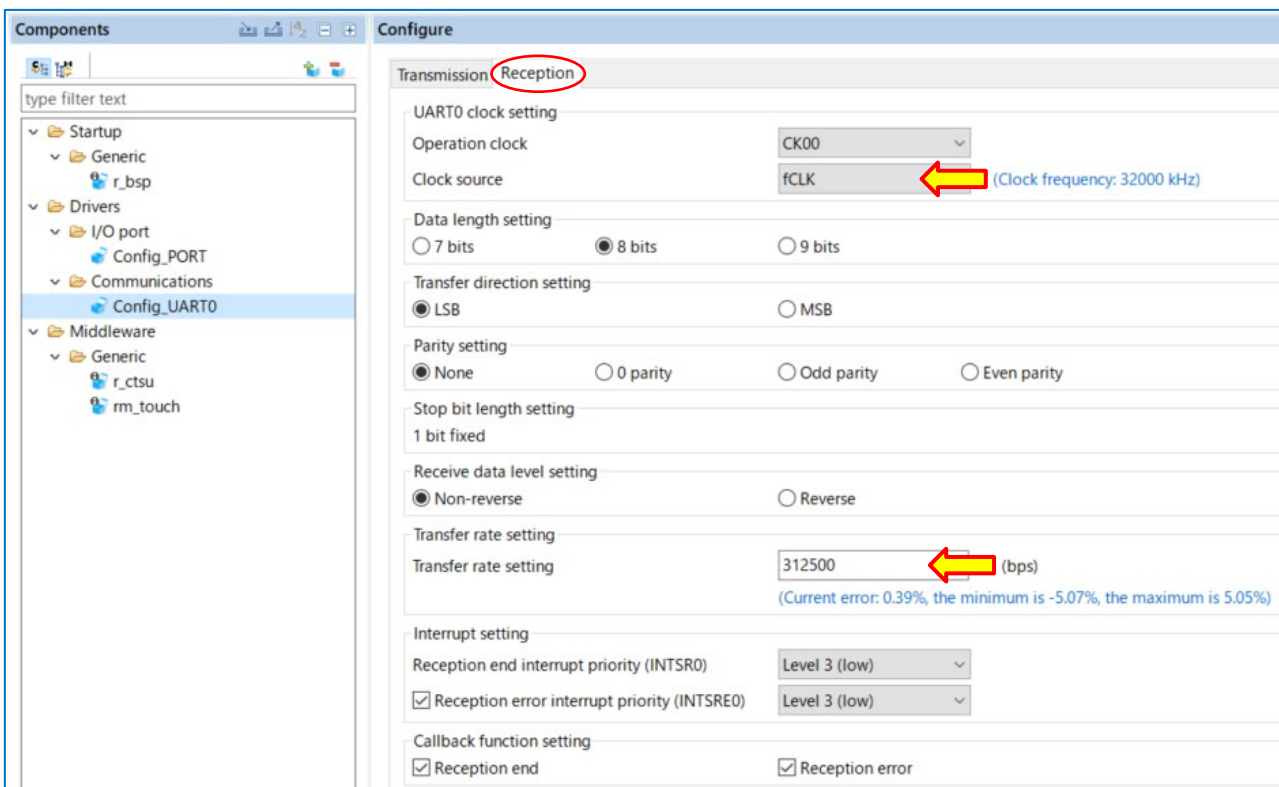 Components
type filter text
Startup
Generic
r_bsp
Drivers
I/O port
Config_PORT
Communications
Config_UART0
Middleware
Generic
r_ctsu
rm_touch
Configure
Transmission Reception
UART0 clock setting
Operation clock CK00
Clock source fCLK (Clock frequency: 32000 kHz)
Data length setting
7 bits 8 bits 9 bits
Transfer direction setting
LSB MSB
Parity setting
None 0 parity Odd parity Even parity
Stop bit length setting
1 bit fixed
Receive data level setting
Non-reverse Reverse
Transfer rate setting
Transfer rate setting 312500 (bps)
(Current error: 0.39%, the minimum is -5.07%, the maximum is 5.05%)
Interrupt setting
Reception end interrupt priority (INTSR0) Level 3 (low)
Reception error interrupt priority (INTSRE0) Level 3 (low)
Callback function setting
Reception end Reception error